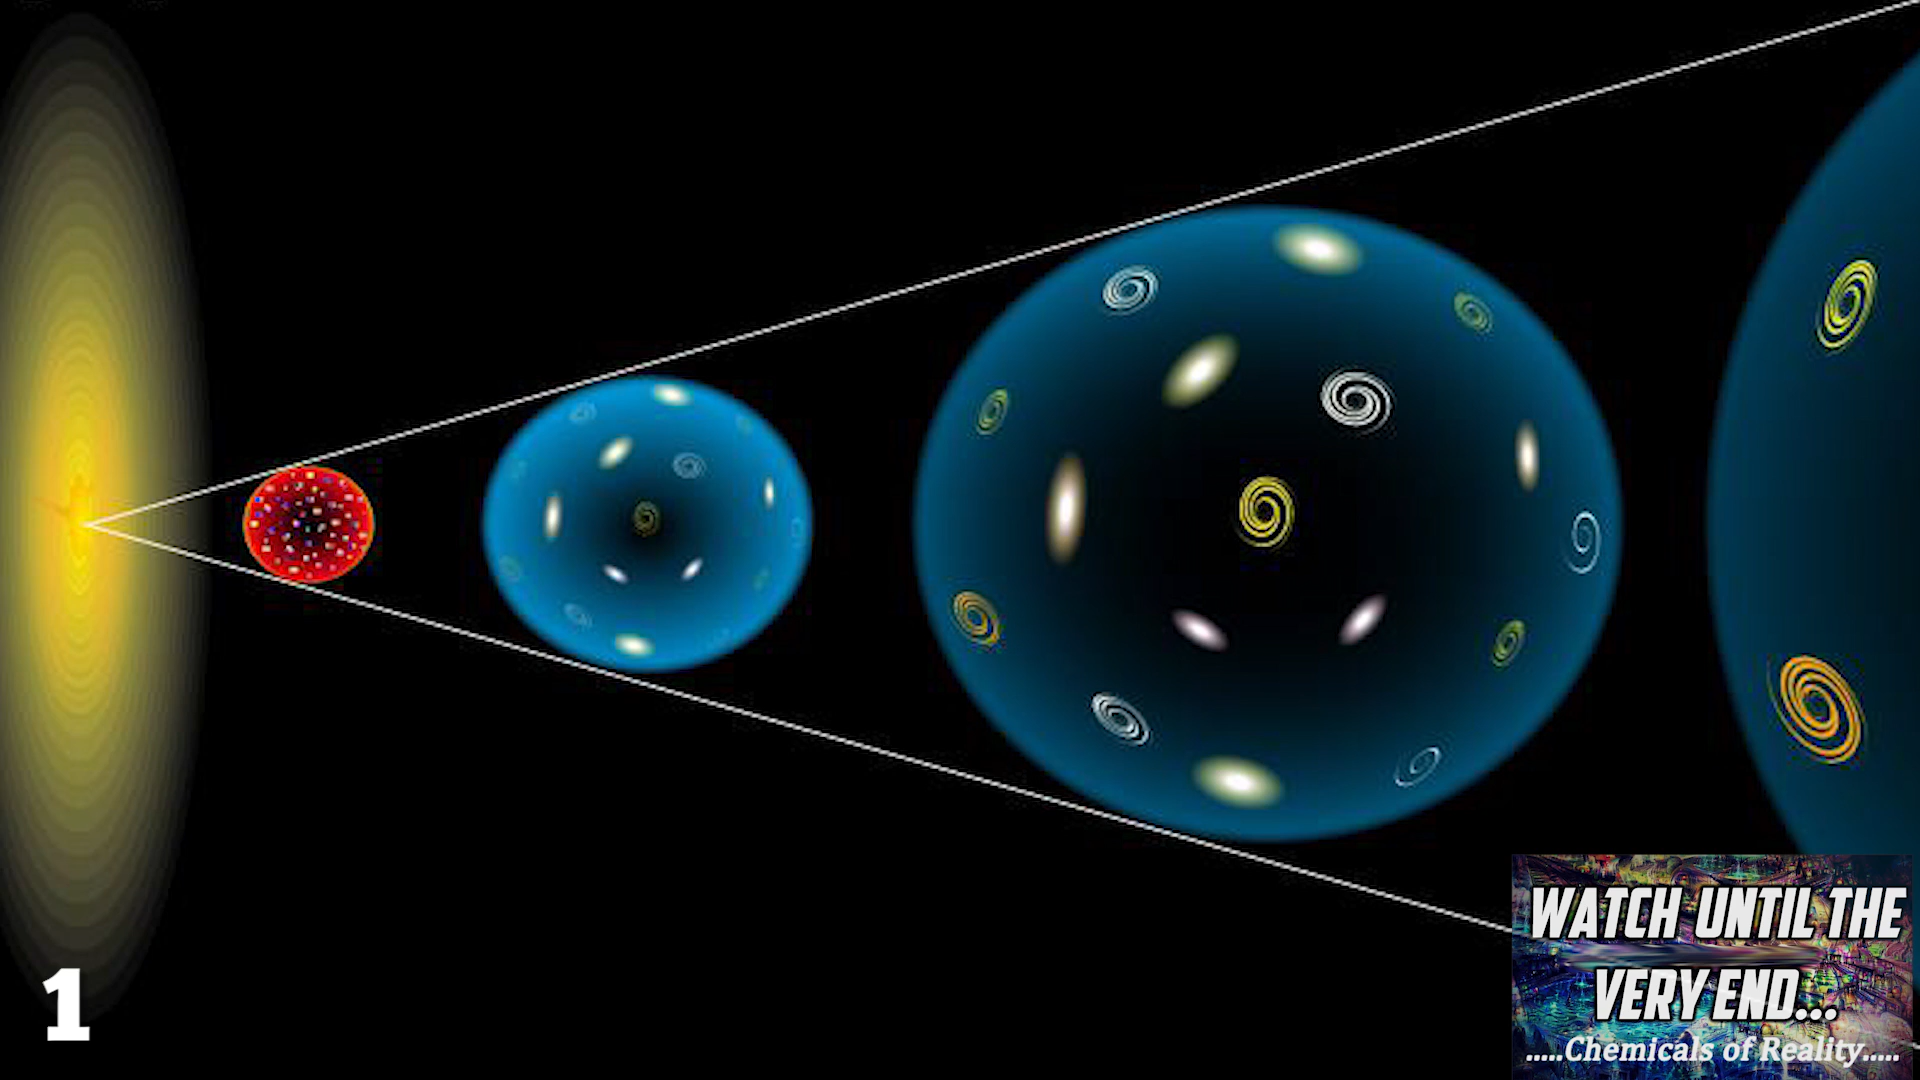 1
WATCH UNTIL THE
VERY END...
.....Chemicals of Reality.....